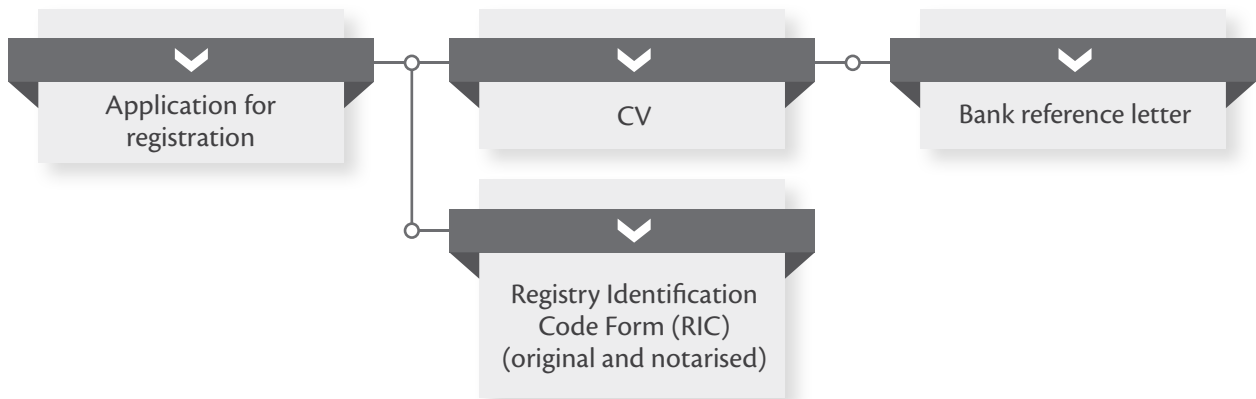 Application for
registration
CV
Bank reference letter
Registry Identification
Code Form (RIC)
(original and notarised)